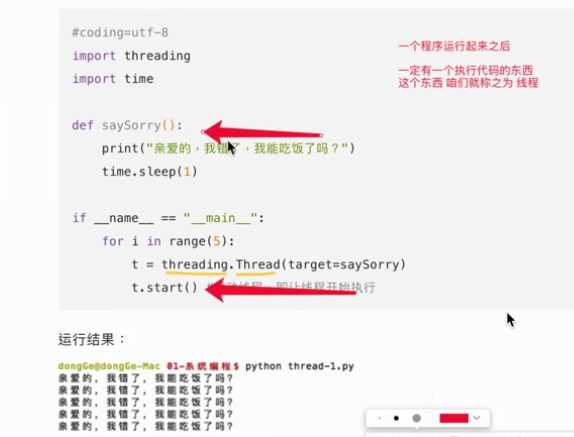 #coding=utf-8
import threading
import time
一个程序运行起来之后
一定有一个执行代码的东西
这个东西 咱们就称之为 线程
def saySorry():
print("亲爱的，我错了，我能吃饭了吗？")
time.sleep(1)
if __name__ == "__main__":
for i in range(5):
t = threading.Thread(target=saySorry)
t.start() 即让线程开始执行
运行结果：
dongGe@dongGe-Mac 01-系统编程$ python thread-1.py
亲爱的，我错了，我能吃饭了吗？
亲爱的，我错了，我能吃饭了吗？
亲爱的，我错了，我能吃饭了吗？
亲爱的，我错了，我能吃饭了吗？
亲爱的，我错了，我能吃饭了吗？